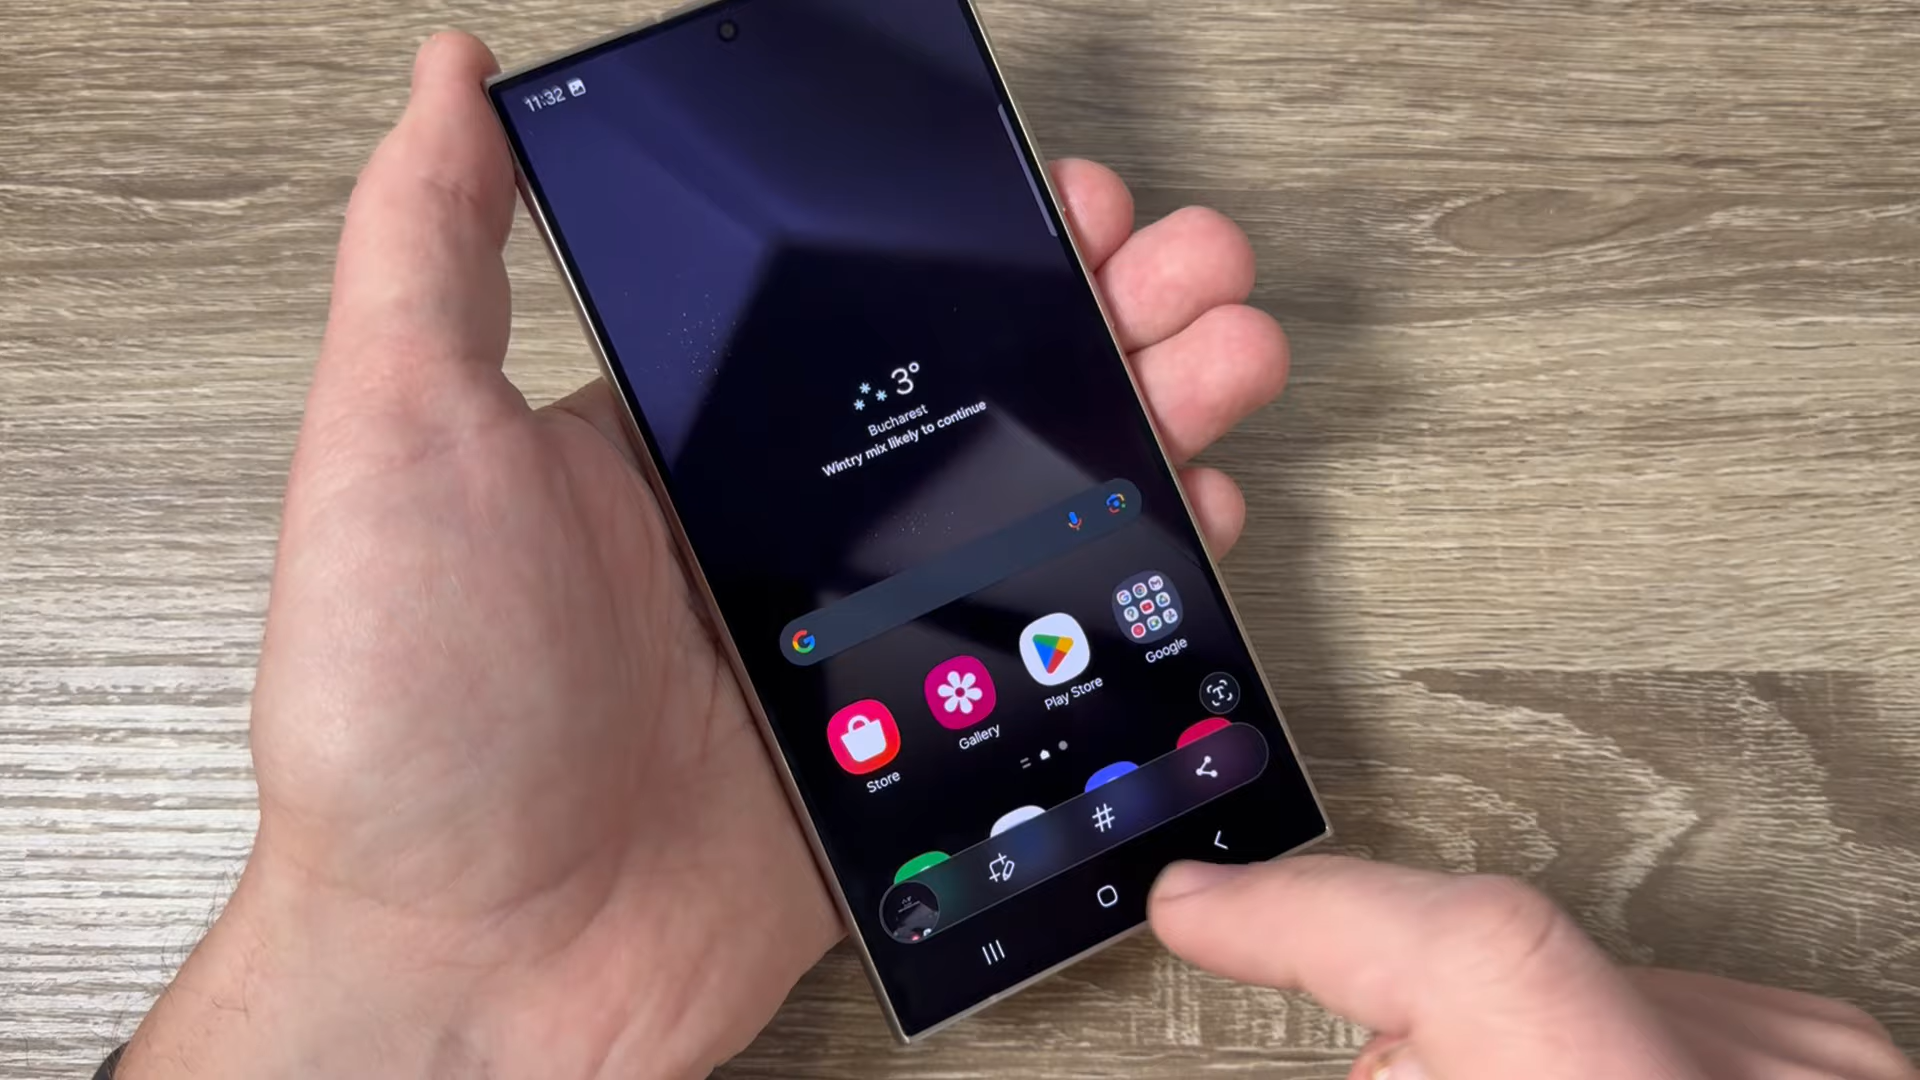 11:32
3°
Bucharest
Wintry mix likely to continue
G
Google
Play Store
Gallery
Store
T
#